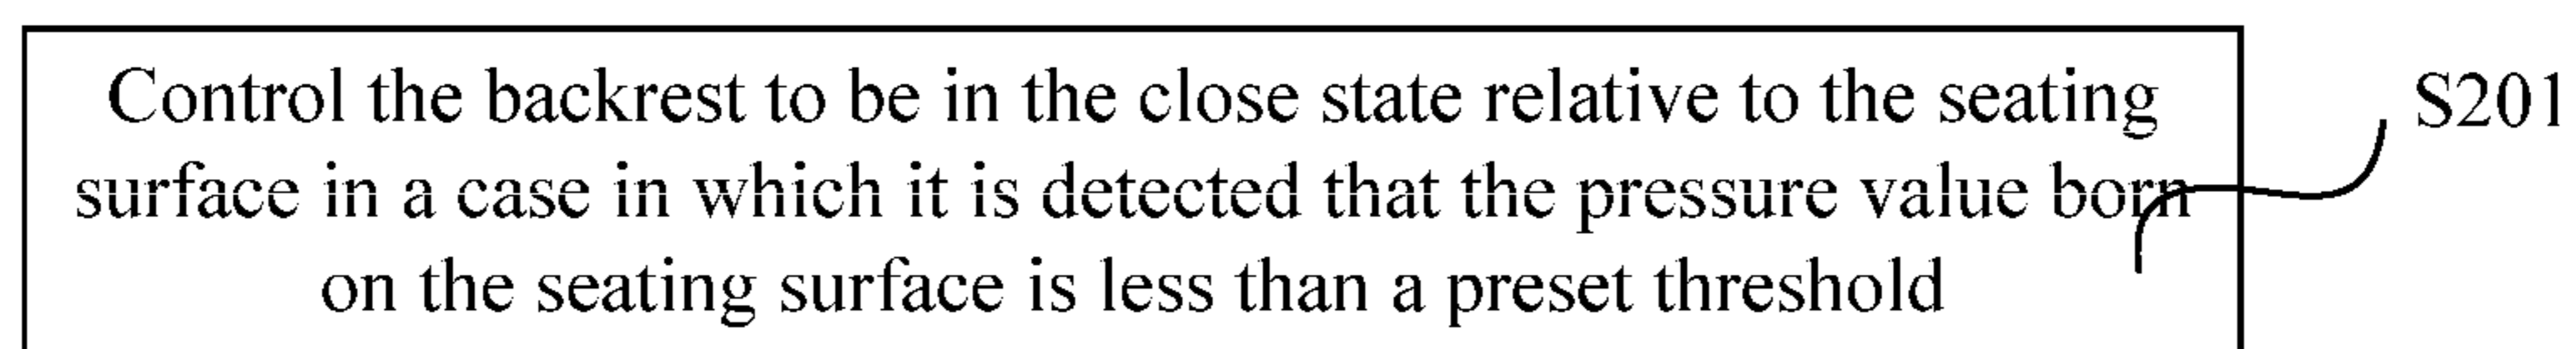 Control the backrest to be in the close state relative to the seating
S201
surface in a case in which it is detected that the pressure value born
on the seating surface is less than a preset threshold